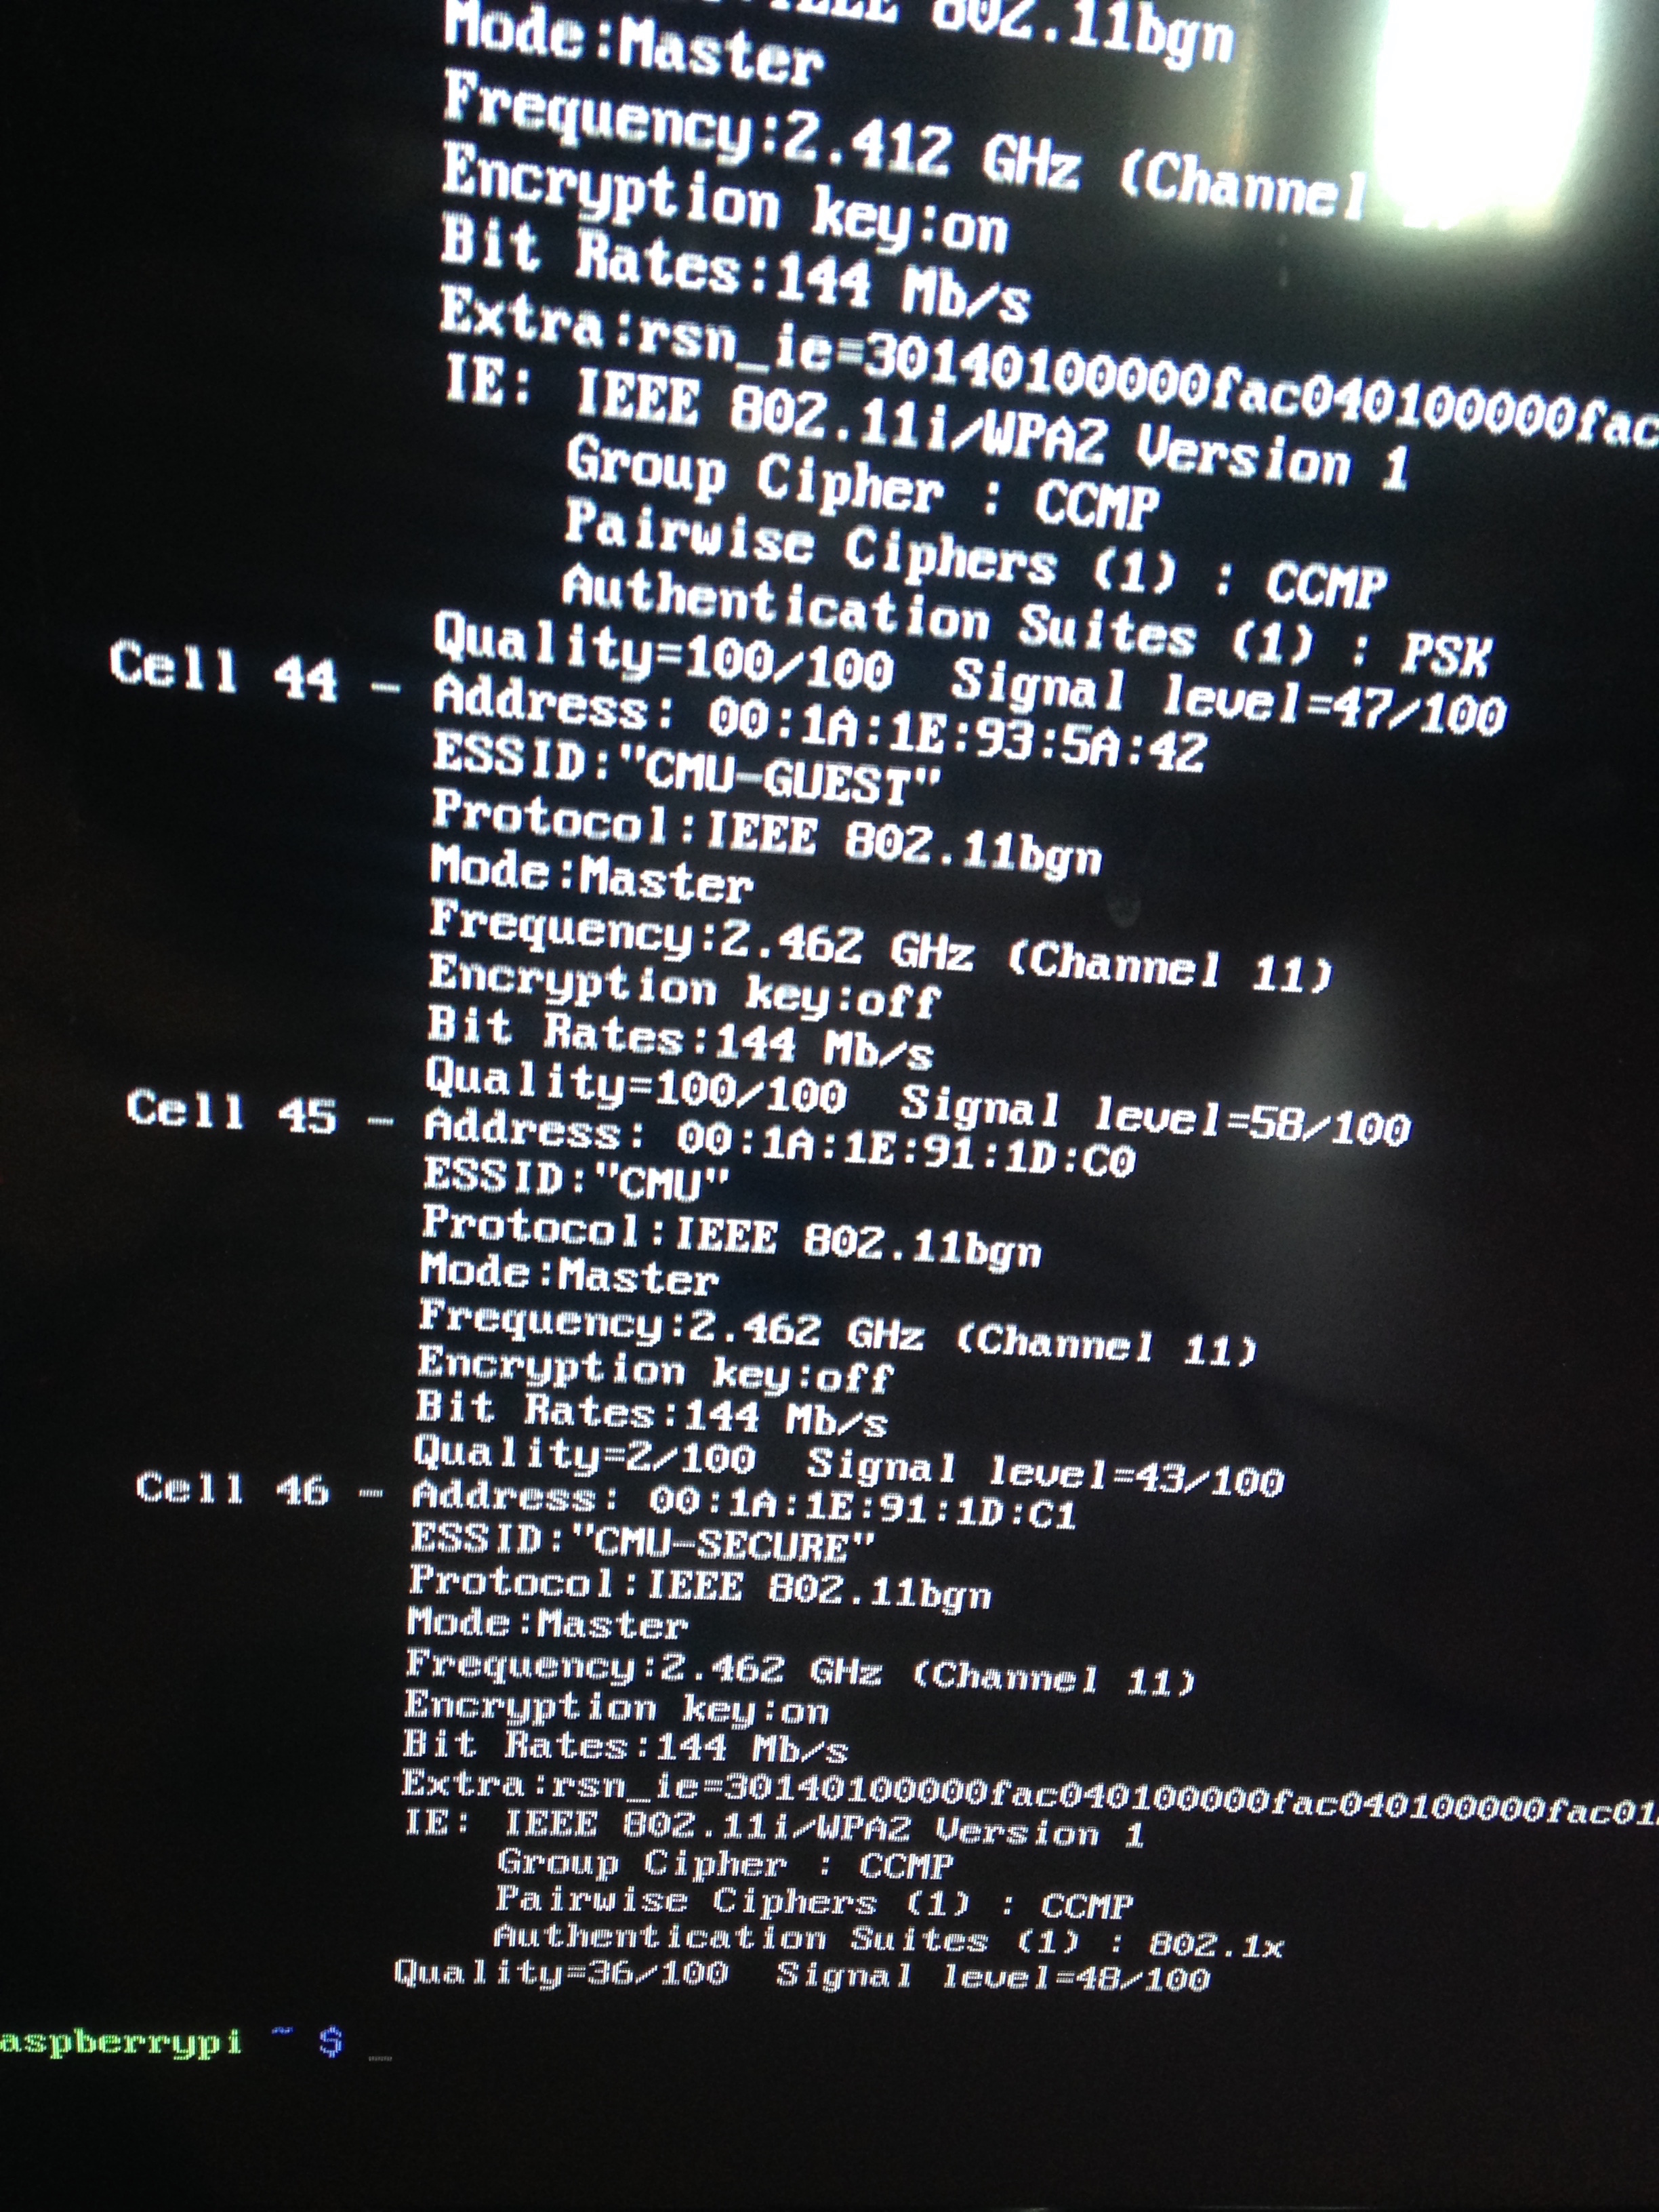 802.11bgn
Mode:Master
Frequency:2.412 GHz (Channel
Encryption key:on
Bit Rates:144 Mb/s
Extra:rsn_ie=30140100000fac040100000fac
IE: IEEE 802.11i/WPA2 Version 1
Group Cipher : CCMP
Pairwise Ciphers (1) : CCMP
Authentication Suites (1) : PSK
Quality=100/100 Signal level=47/100
Cell 44 - Address: 00:1A:1E:93:5A:42
ESSID:"CMU-GUEST"
Protocol:IEEE 802.11bgn
Mode:Master
Frequency:2.462 GHz (Channel 11)
Encryption key:off
Bit Rates:144 Mb/s
Quality=100/100 Signal level=58/100
Cell 45 - Address: 00:1A:1E:91:1D:C0
ESSID:"CMU"
Protocol:IEEE 802.11bgn
Mode:Master
Frequency:2.462 GHz (Channel 11)
Encryption key:off
Bit Rates:144 Mb/s
Quality=2/100 Signal level=43/100
Cell 46 - Address: 00:1A:1E:91:1D:C1
ESSID:"CMU-SECURE"
Protocol:IEEE 802.11bgn
Mode:Master
Frequency:2.462 GHz (Channel 11)
Encryption key:on
Bit Rates:144 Mb/s
Extra:rsn_ie=30140100000fac040100000fac040100000fac01
IE: IEEE 802.11i/WPA2 Version 1
Group Cipher : CCMP
Pairwise Ciphers (1) : CCMP
Authentication Suites (1) : 802.1x
Quality=36/100 Signal level=48/100
aspberrypi ~ $ _